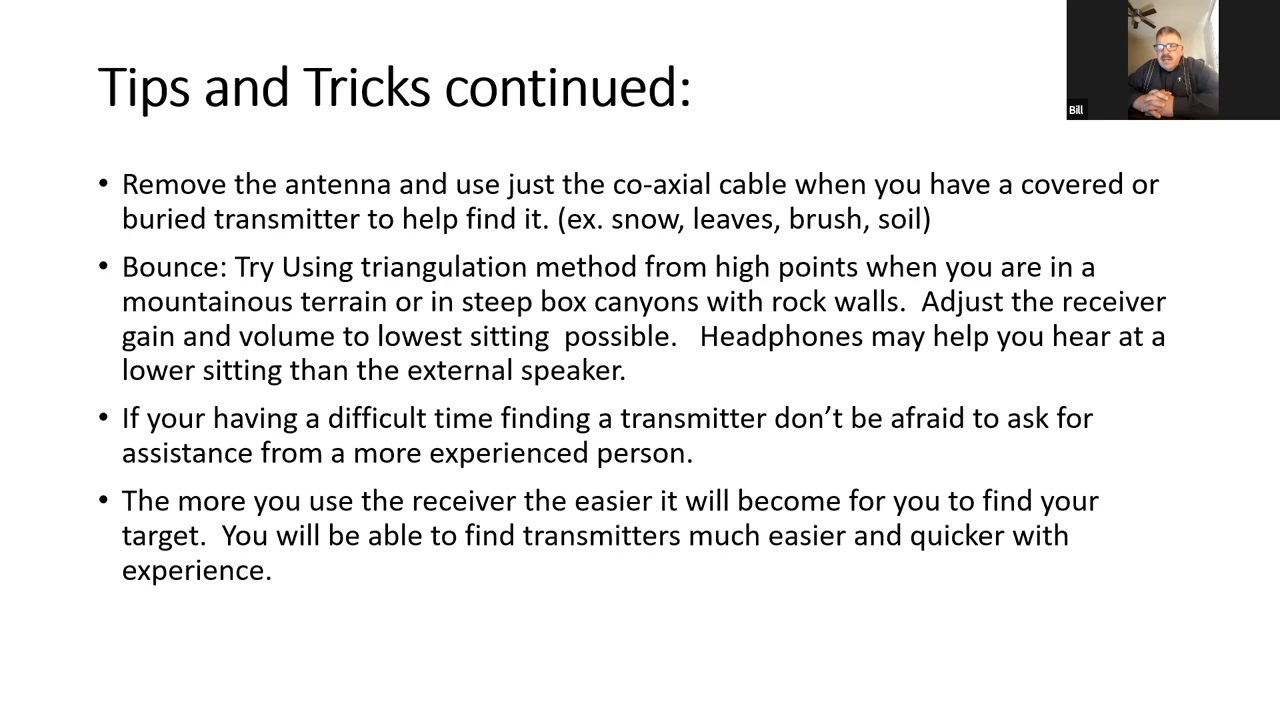 Tips and Tricks continued:
Bill
• Remove the antenna and use just the co-axial cable when you have a covered or
buried transmitter to help find it. (ex. snow, leaves, brush, soil)
• Bounce: Try Using triangulation method from high points when you are in a
mountainous terrain or in steep box canyons with rock walls.  Adjust the receiver
gain and volume to lowest sitting  possible.   Headphones may help you hear at a
lower sitting than the external speaker.
• If your having a difficult time finding a transmitter don’t be afraid to ask for
assistance from a more experienced person.
• The more you use the receiver the easier it will become for you to find your
target.  You will be able to find transmitters much easier and quicker with
experience.